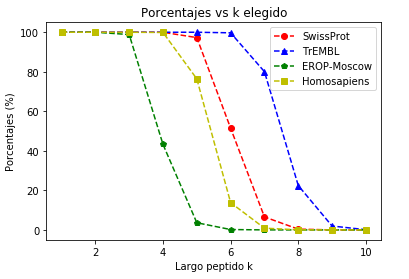 Porcentajes vs k elegido
SwissProt
TrEMBL
EROP-Moscow
Homosapiens
Porcentajes (%)
100
80
60
40
20
0
2
4
6
8
10
Largo peptido k